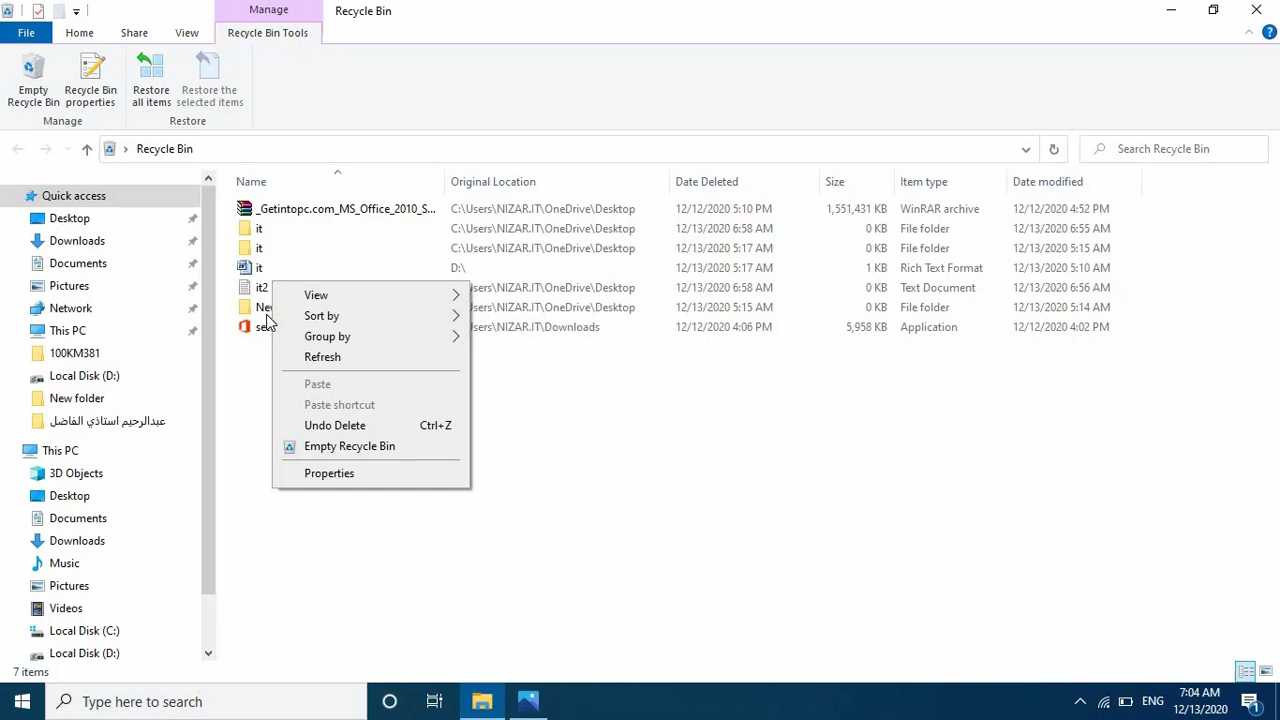 Manage
Recycle Bin
File
Home
Share
View
Recycle Bin Tools
Empty
Recycle Bin
Recycle Bin
properties
Restore
all items
Restore the
selected items
Manage
Restore
Recycle Bin
Search Recycle Bin
Name
Original Location
Date Deleted
Size
Item type
Date modified
_Getintopc.com_MS_Office_2010_S... C:\Users\NIZAR.IT\OneDrive\Desktop 12/12/2020 5:10 PM 1,551,431 KB WinRAR archive 12/12/2020 4:52 PM
it C:\Users\NIZAR.IT\OneDrive\Desktop 12/13/2020 6:58 AM 0 KB File folder 12/13/2020 6:55 AM
it C:\Users\NIZAR.IT\OneDrive\Desktop 12/13/2020 5:17 AM 0 KB File folder 12/13/2020 5:15 AM
it D:\ 12/13/2020 5:17 AM 1 KB Rich Text Format 12/13/2020 5:10 AM
it2 Users\NIZAR.IT\OneDrive\Desktop 12/13/2020 6:58 AM 0 KB Text Document 12/13/2020 6:56 AM
Users\NIZAR.IT\OneDrive\Desktop 12/13/2020 5:15 AM 0 KB File folder 12/13/2020 5:14 AM
Users\NIZAR.IT\Downloads 12/12/2020 4:06 PM 5,958 KB Application 12/12/2020 4:02 PM
View
Sort by
Group by
Refresh
Paste
Paste shortcut
Undo Delete Ctrl+Z
Empty Recycle Bin
Properties
Quick access
Desktop
Downloads
Documents
Pictures
Network
This PC
100KM381
Local Disk (D:)
New folder
عبدالرحيم استاذي الفاضل
This PC
3D Objects
Desktop
Documents
Downloads
Music
Pictures
Videos
Local Disk (C:)
Local Disk (D:)
7 items
Type here to search
ENG
7:04 AM
12/13/2020
1